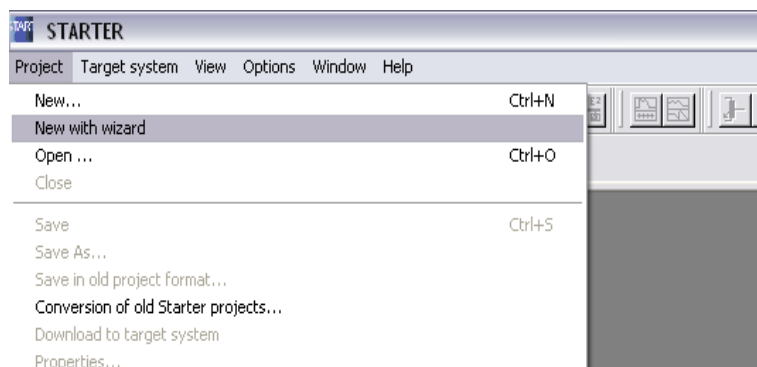 STARTER
Project Target system View Options Window Help
New... Ctrl+N
New with wizard
Open ... Ctrl+O
Close
Save Ctrl+S
Save As...
Save in old project format...
Conversion of old Starter projects...
Download to target system
Properties...